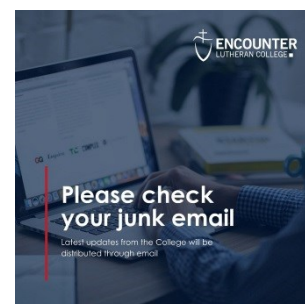 ENCOUNTER
LUTHERAN COLLEGE
Please check
your junk email
Latest updates from the College will be
distributed through email